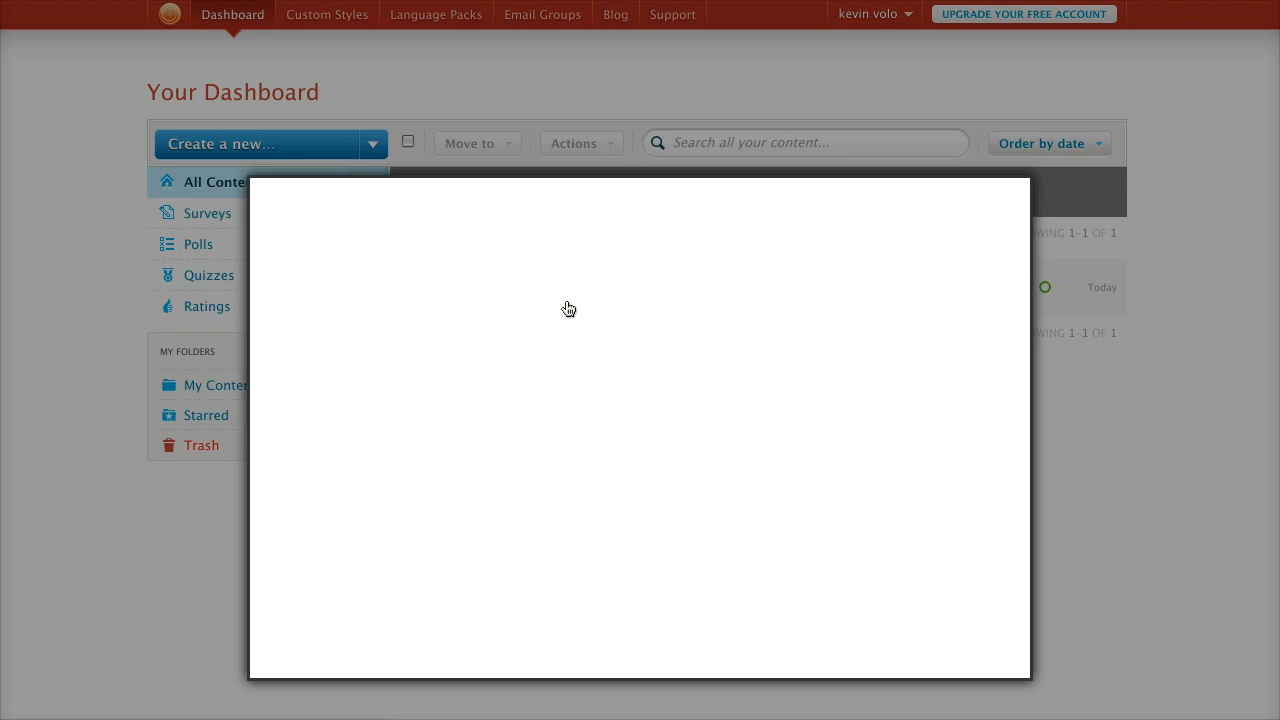 Dashboard Custom Styles Language Packs Email Groups Blog Support kevin volo UPGRADE YOUR FREE ACCOUNT
Your Dashboard
Create a new... Move to Actions Search all your content... Order by date
All Conte
Surveys
WING 1-1 OF 1
Polls
Quizzes
Today
Ratings
WING 1-1 OF 1
MY FOLDERS
My Conte
Starred
Trash